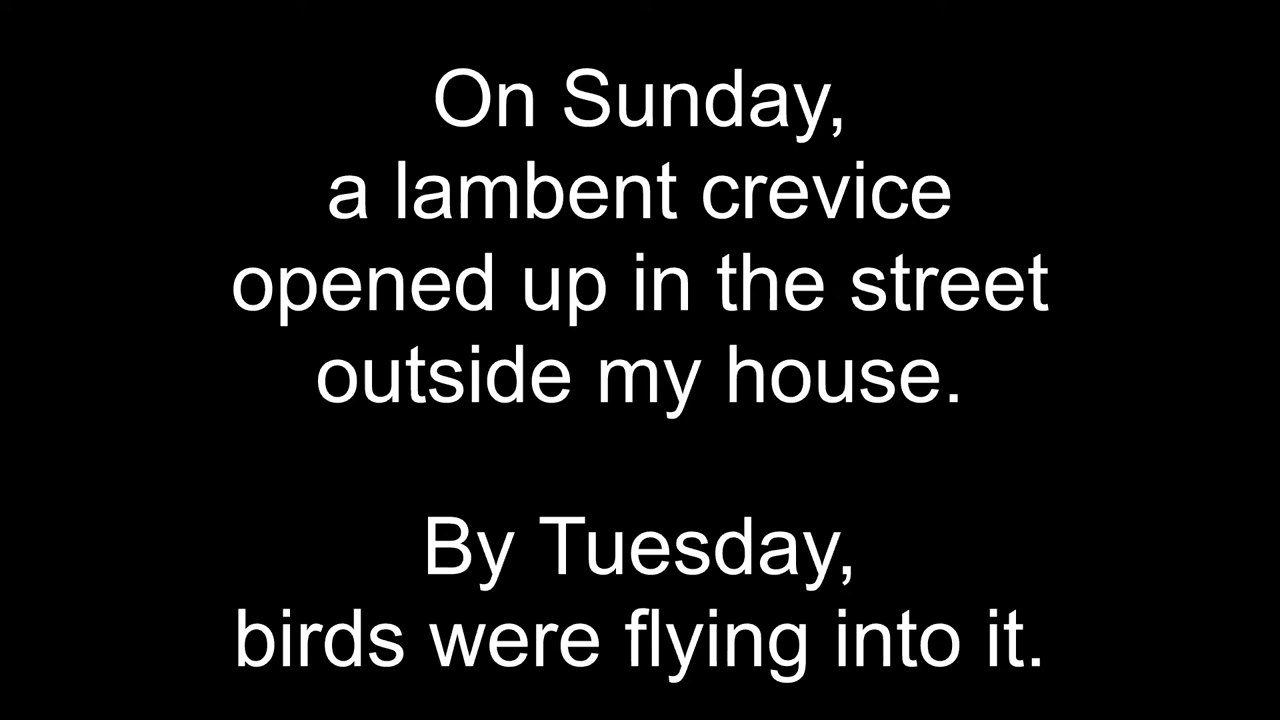 On Sunday,
a lambent crevice
opened up in the street
outside my house.
By Tuesday,
birds were flying into it.